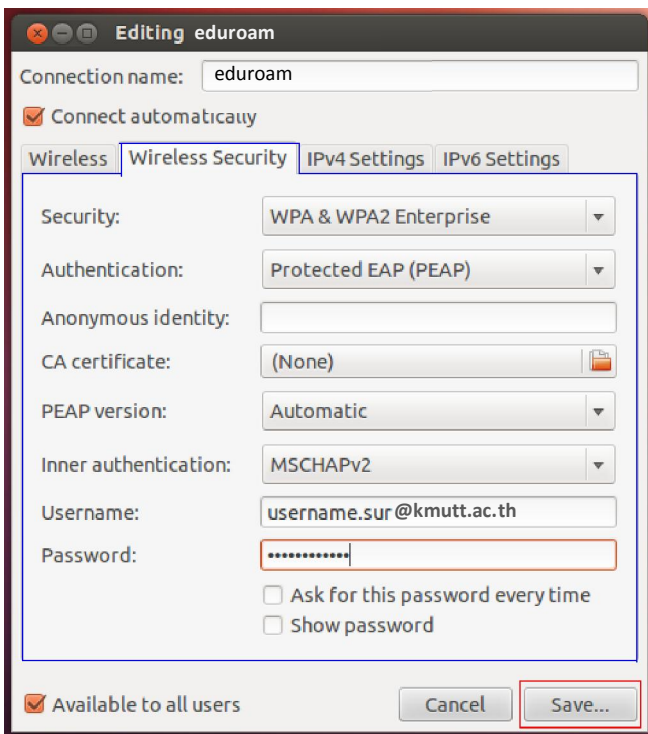 Editing eduroam
Connection name: eduroam
Connect automatically
Wireless Wireless Security IPv4 Settings IPv6 Settings
Security: WPA & WPA2 Enterprise
Authentication: Protected EAP (PEAP)
Anonymous identity:
CA certificate: (None)
PEAP version: Automatic
Inner authentication: MSCHAPv2
Username: username.sur@kmutt.ac.th
Password: ••••••••••••
Ask for this password every time
Show password
Available to all users Cancel Save...